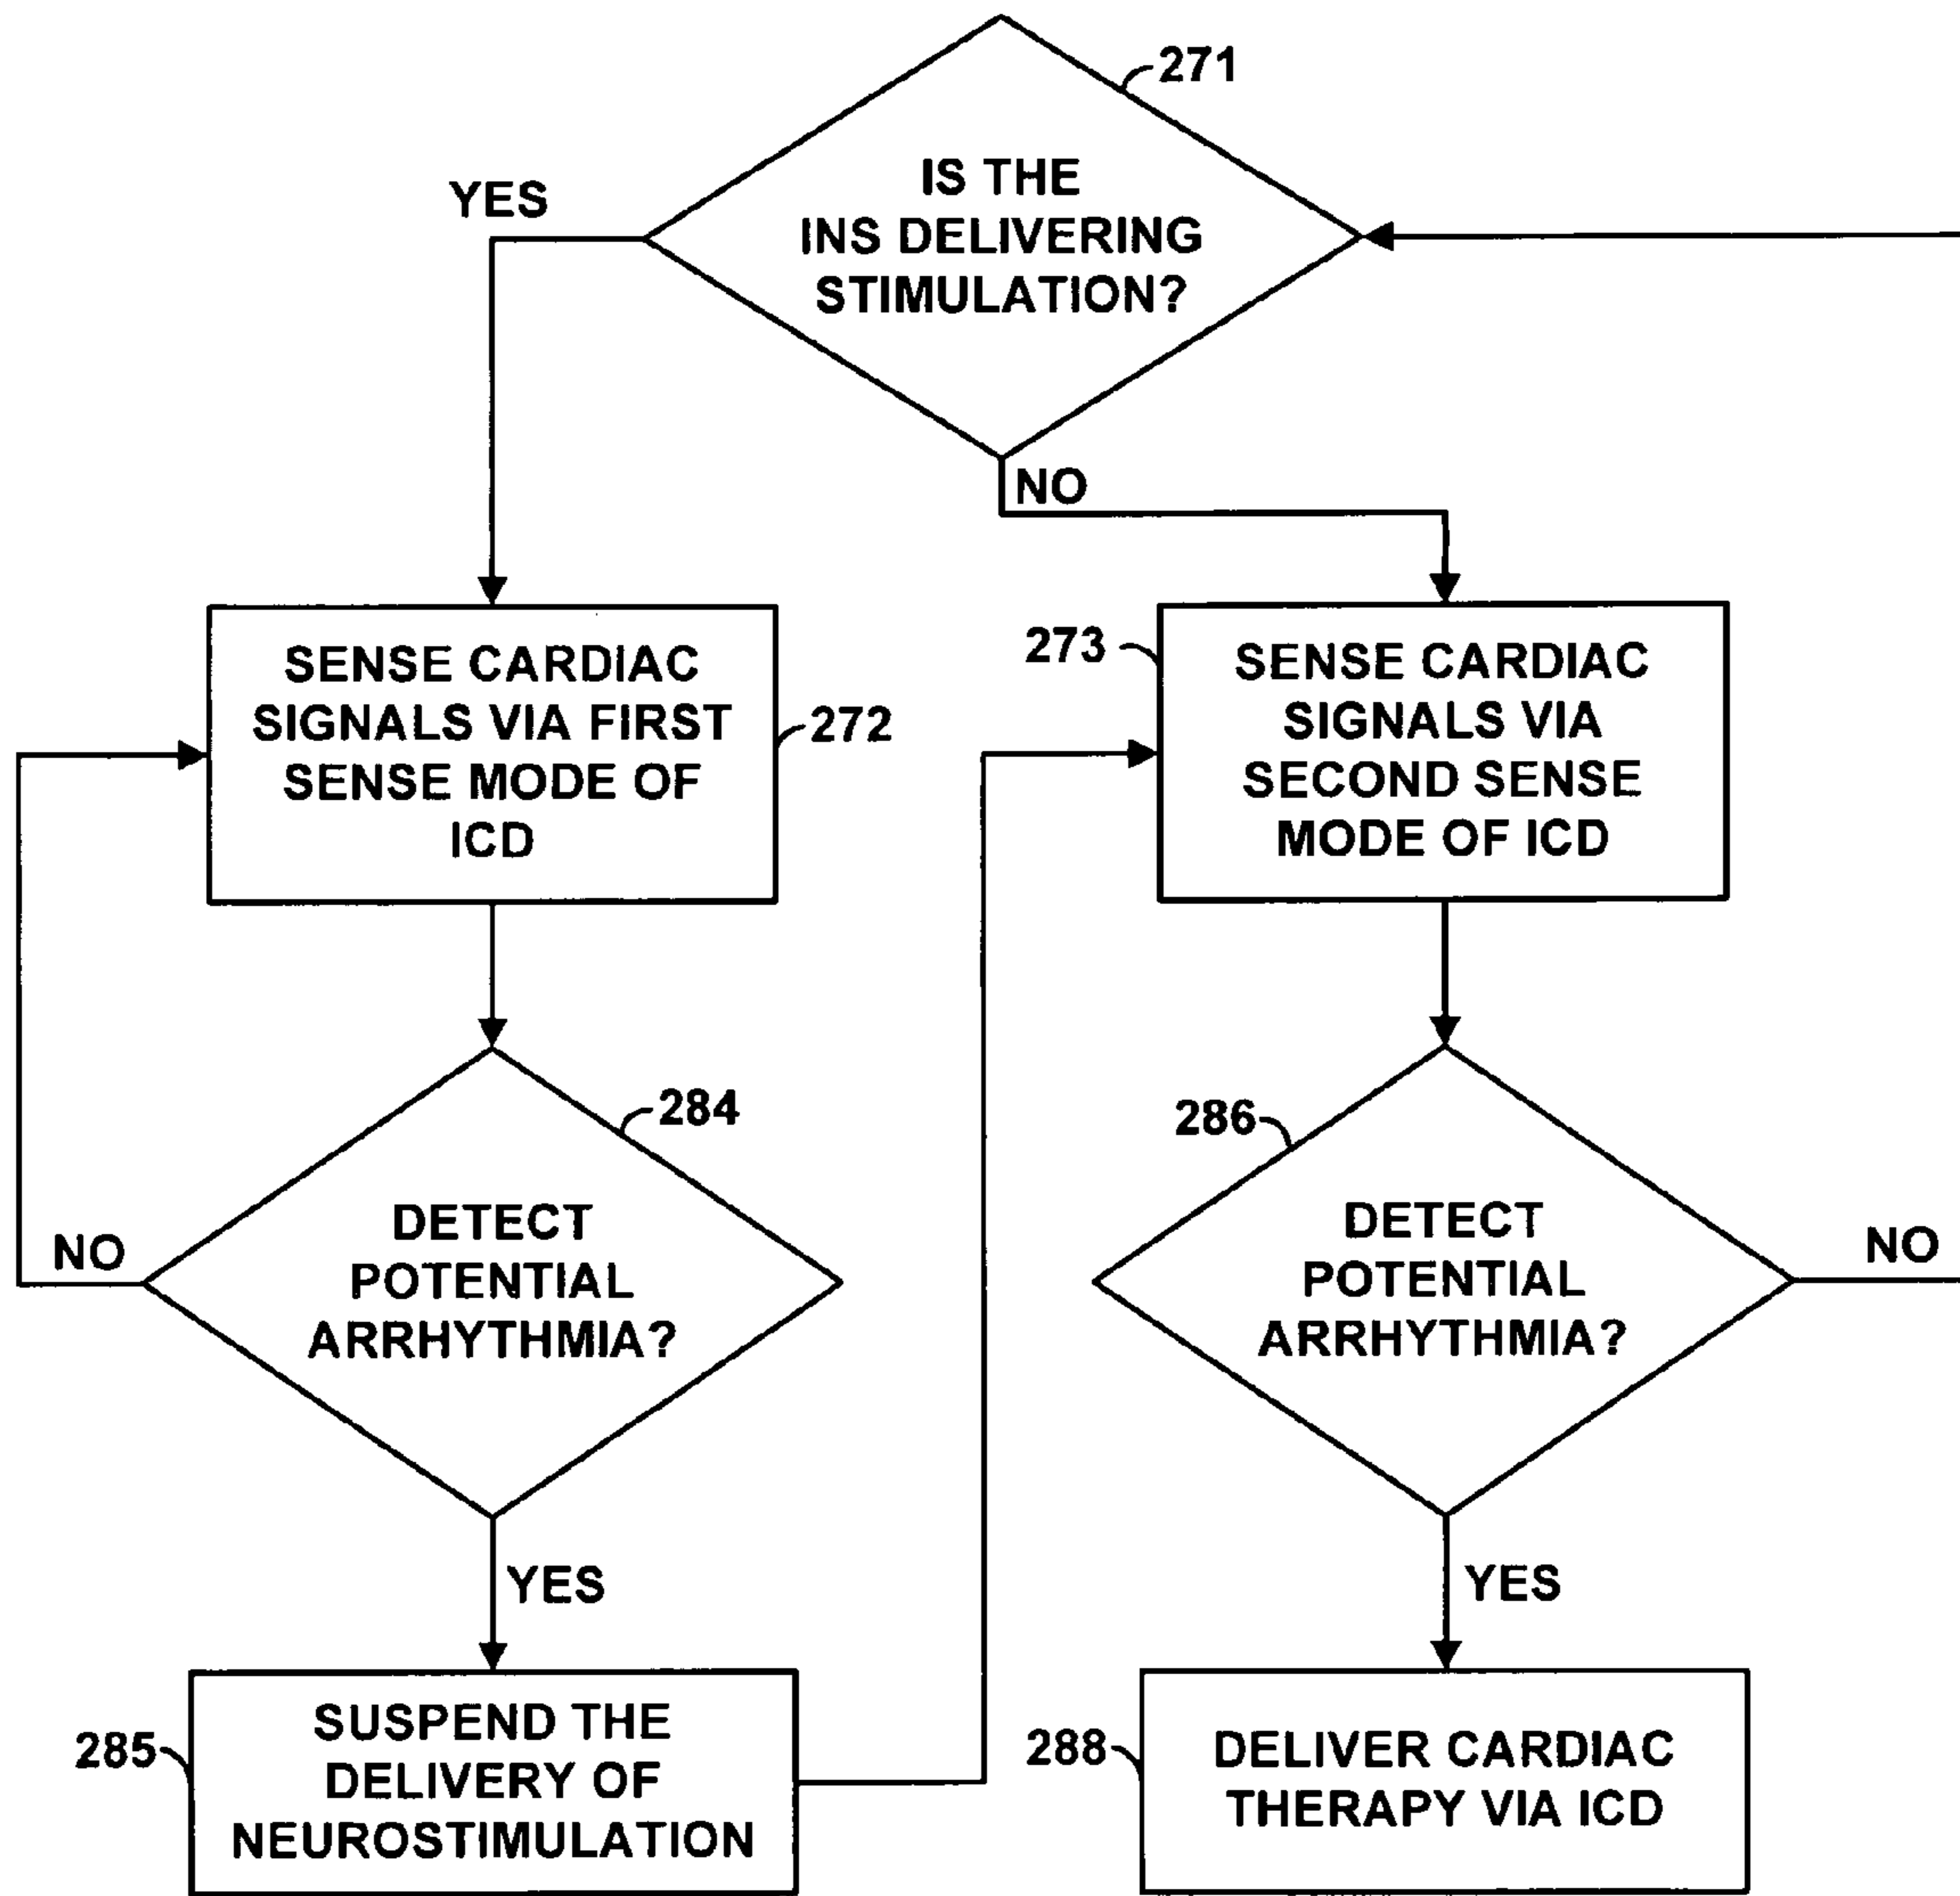 271
IS THE
INS DELIVERING
STIMULATION?
YES
NO
SENSE CARDIAC
SIGNALS VIA FIRST
SENSE MODE OF
ICD
272
273
SENSE CARDIAC
SIGNALS VIA
SECOND SENSE
MODE OF ICD
284
DETECT
POTENTIAL
ARRHYTHMIA?
NO
YES
286
DETECT
POTENTIAL
ARRHYTHMIA?
NO
YES
285
SUSPEND THE
DELIVERY OF
NEUROSTIMULATION
288
DELIVER CARDIAC
THERAPY VIA ICD